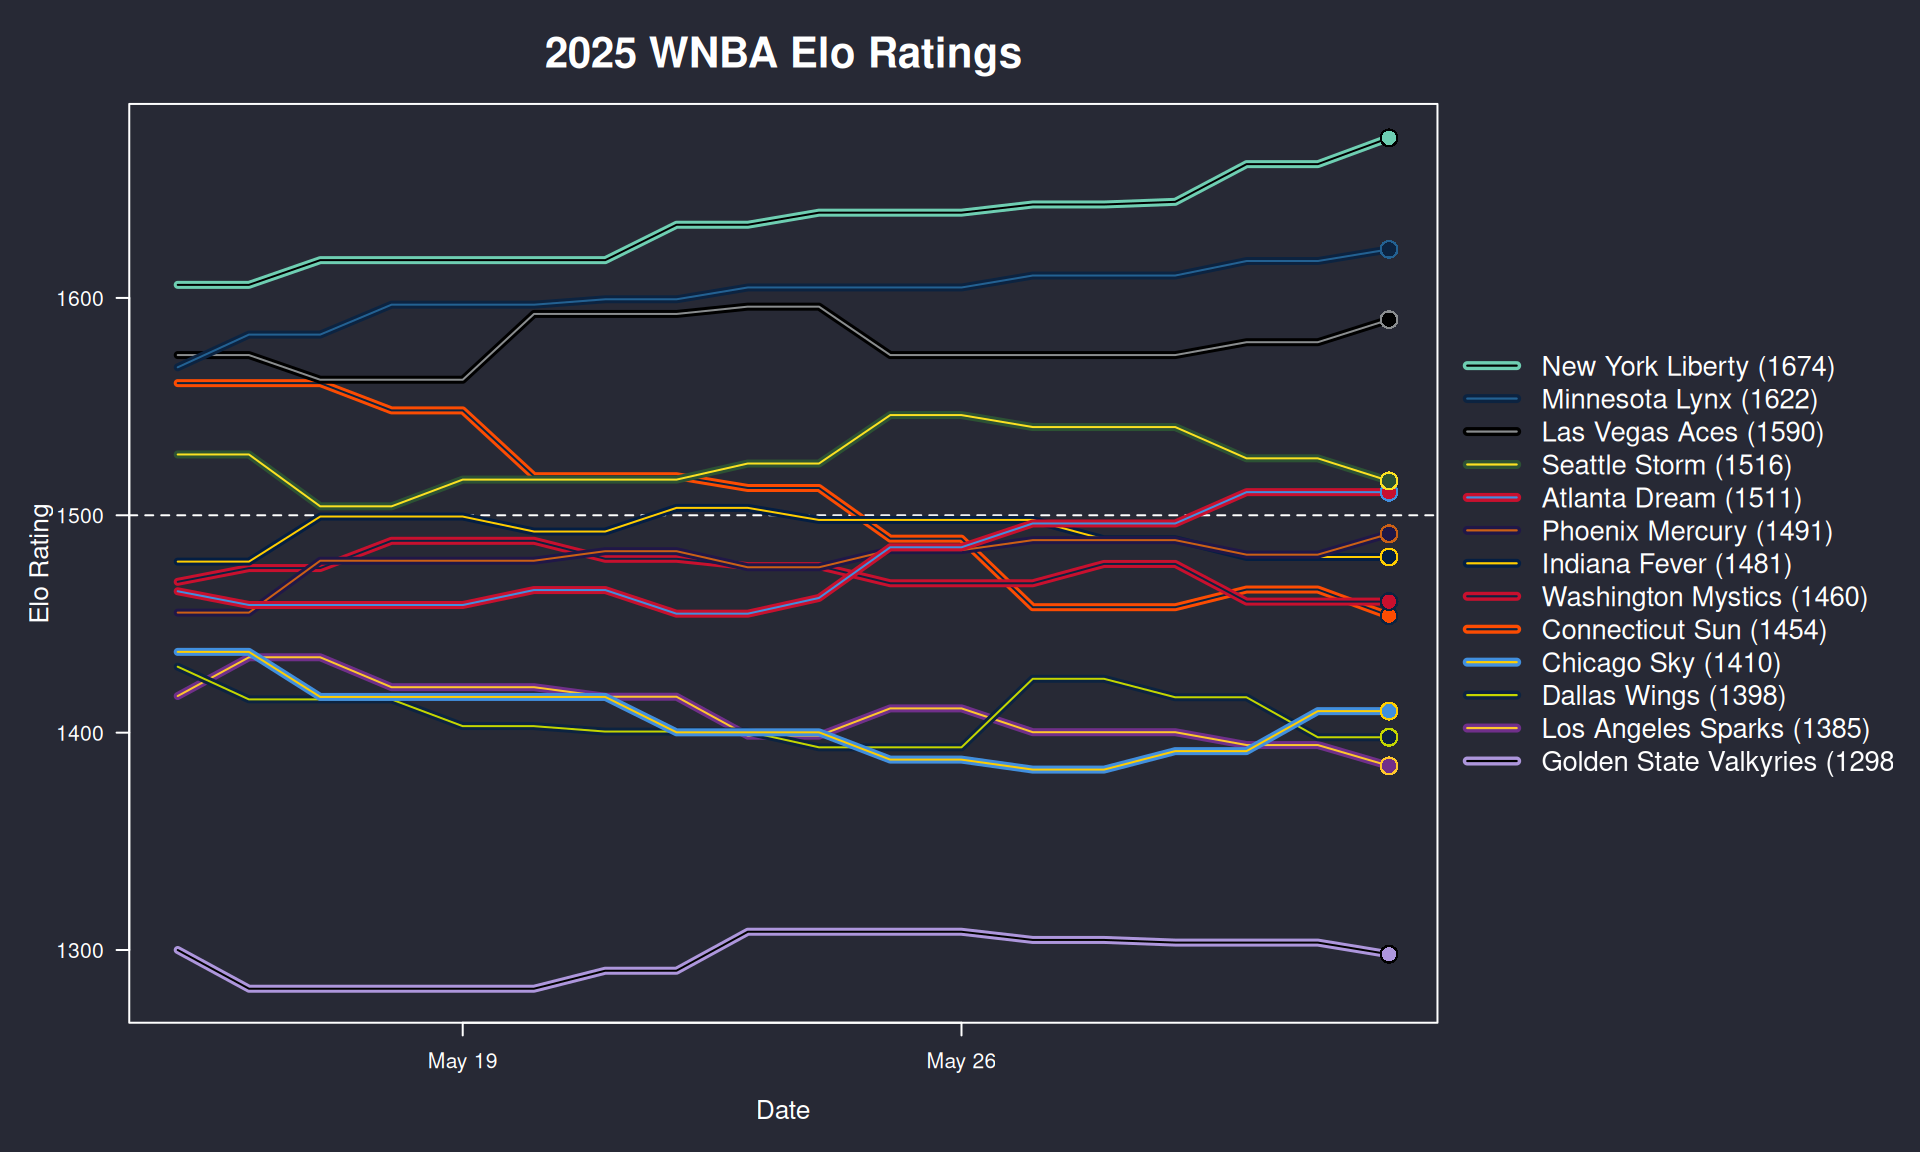 2025 WNBA Elo Ratings
Elo Rating
1600
1500
1400
1300
May 19
May 26
Date
New York Liberty (1674)
Minnesota Lynx (1622)
Las Vegas Aces (1590)
Seattle Storm (1516)
Atlanta Dream (1511)
Phoenix Mercury (1491)
Indiana Fever (1481)
Washington Mystics (1460)
Connecticut Sun (1454)
Chicago Sky (1410)
Dallas Wings (1398)
Los Angeles Sparks (1385)
Golden State Valkyries (1298